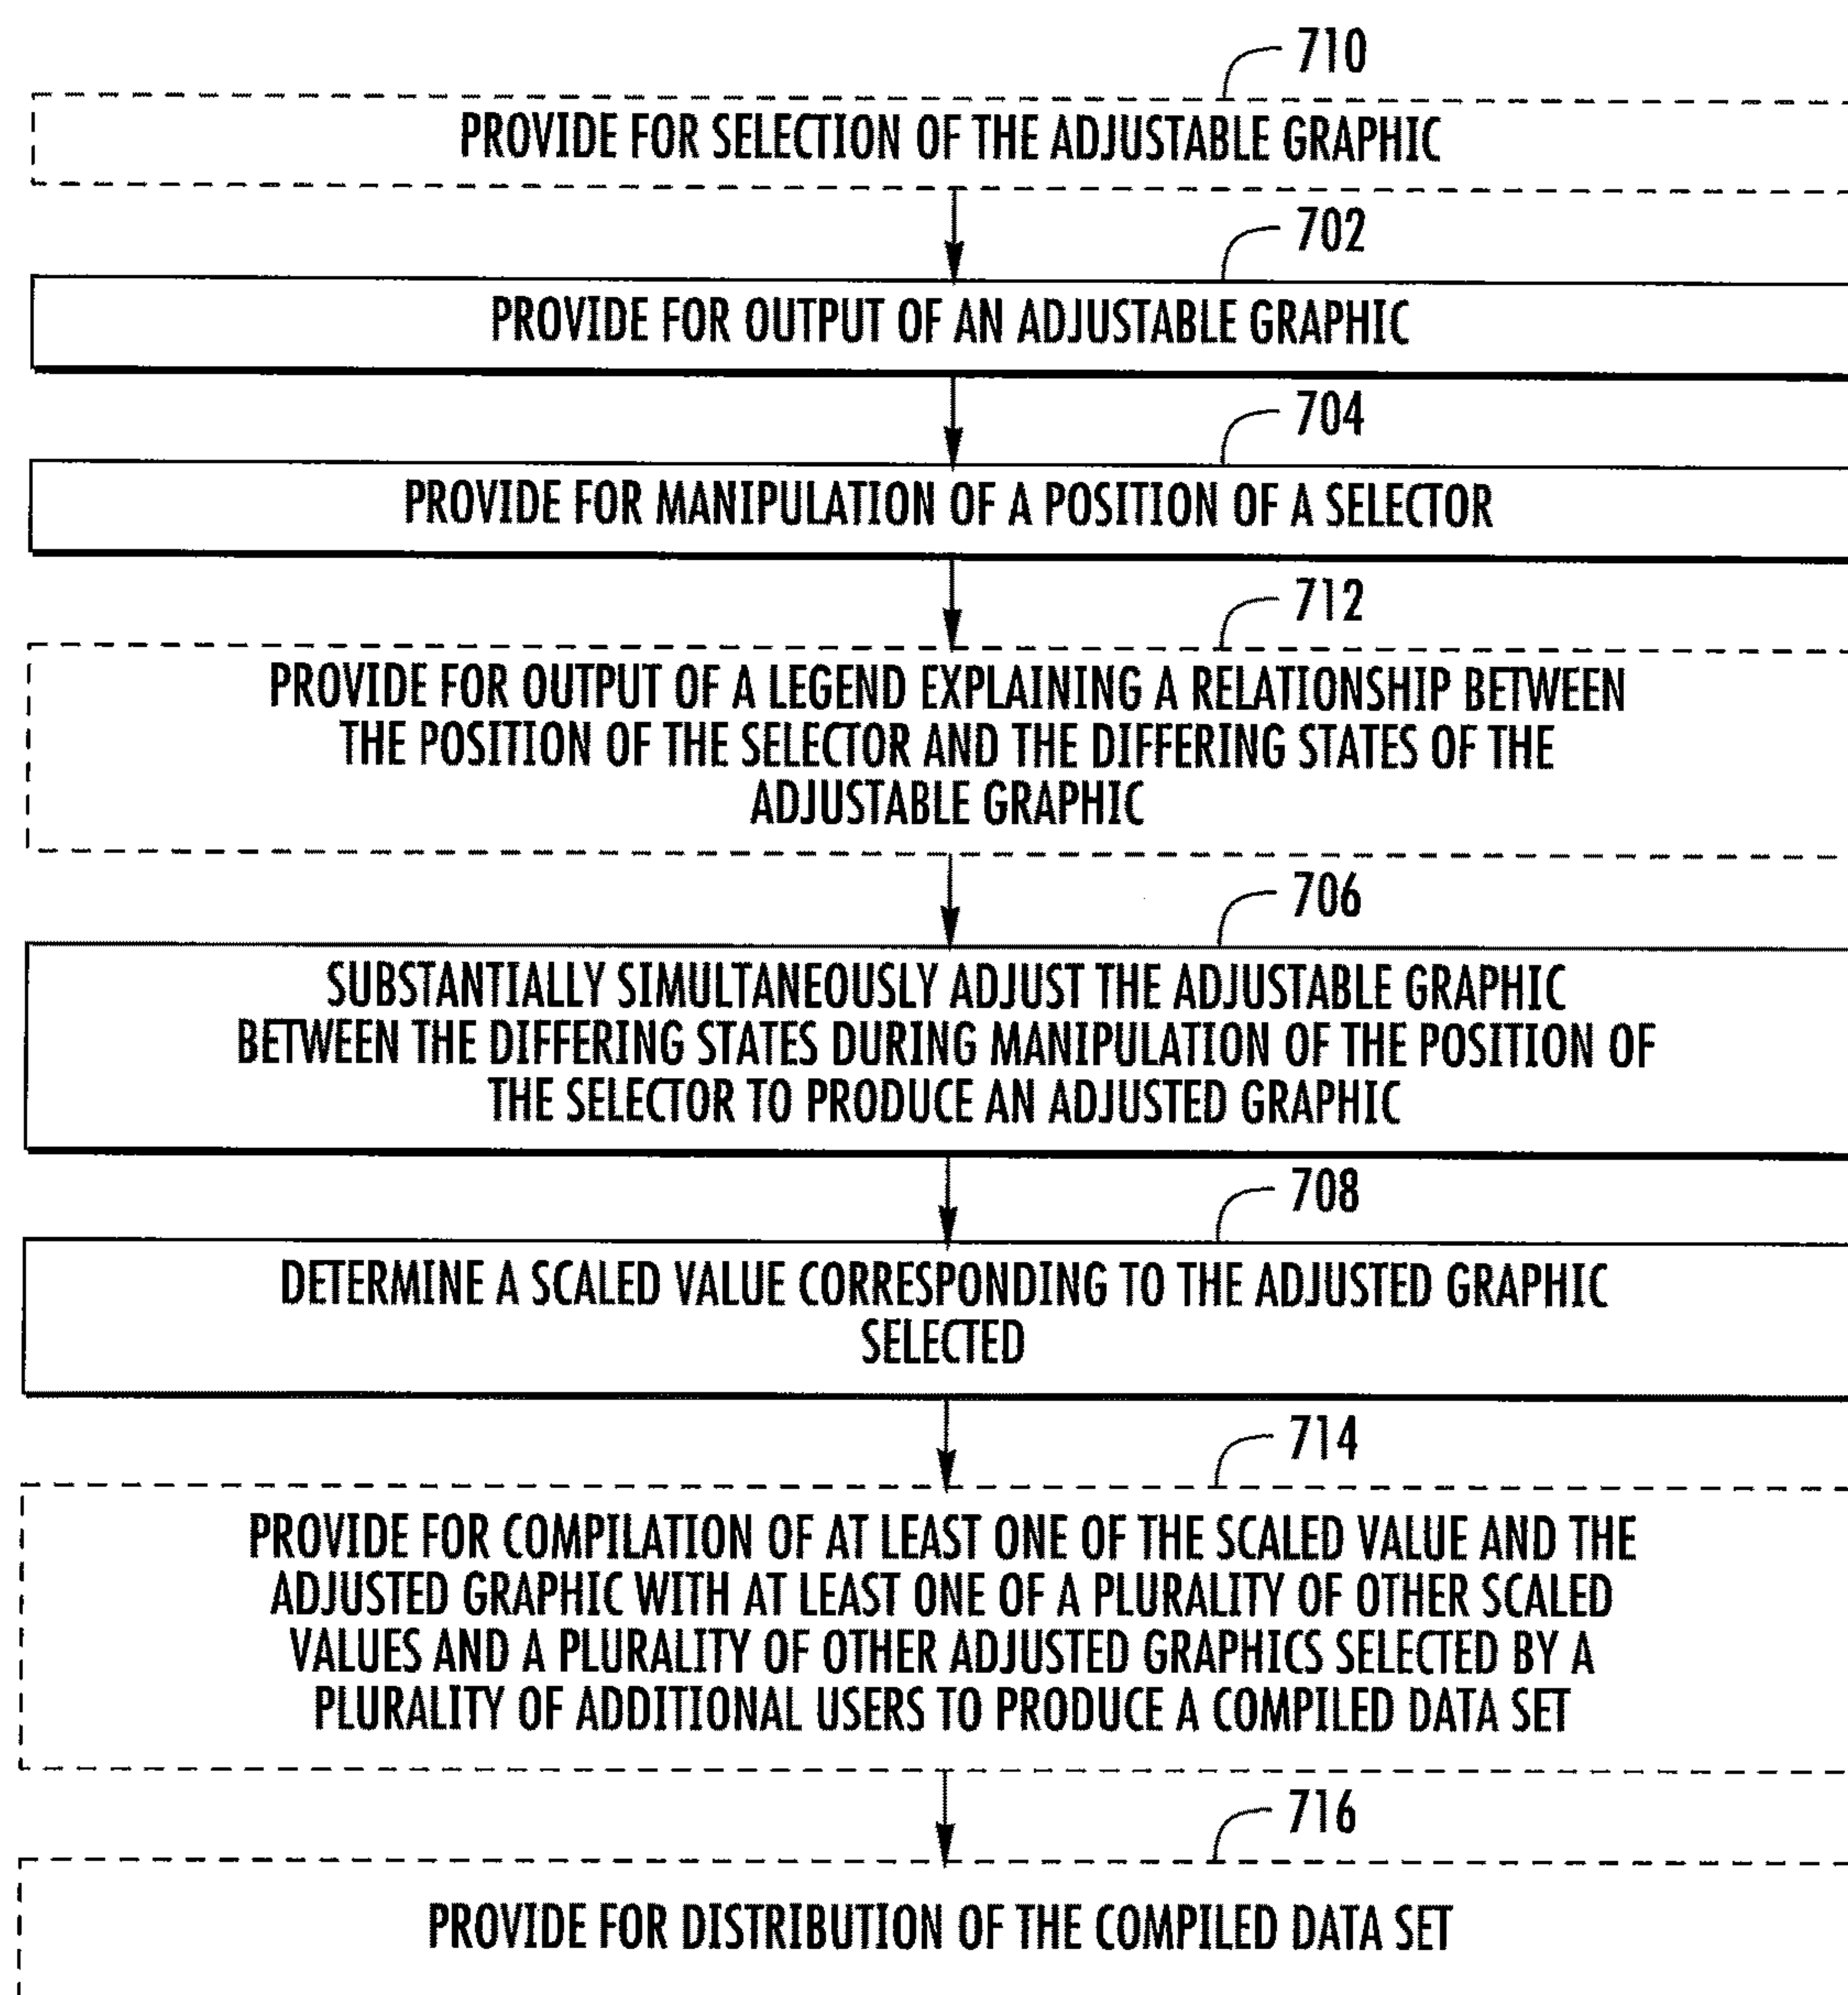 710
PROVIDE FOR SELECTION OF THE ADJUSTABLE GRAPHIC
702
PROVIDE FOR OUTPUT OF AN ADJUSTABLE GRAPHIC
704
PROVIDE FOR MANIPULATION OF A POSITION OF A SELECTOR
712
PROVIDE FOR OUTPUT OF A LEGEND EXPLAINING A RELATIONSHIP BETWEEN
THE POSITION OF THE SELECTOR AND THE DIFFERING STATES OF THE
ADJUSTABLE GRAPHIC
706
SUBSTANTIALLY SIMULTANEOUSLY ADJUST THE ADJUSTABLE GRAPHIC
BETWEEN THE DIFFERING STATES DURING MANIPULATION OF THE POSITION OF
THE SELECTOR TO PRODUCE AN ADJUSTED GRAPHIC
708
DETERMINE A SCALED VALUE CORRESPONDING TO THE ADJUSTED GRAPHIC
SELECTED
714
PROVIDE FOR COMPILATION OF AT LEAST ONE OF THE SCALED VALUE AND THE
ADJUSTED GRAPHIC WITH AT LEAST ONE OF A PLURALITY OF OTHER SCALED
VALUES AND A PLURALITY OF OTHER ADJUSTED GRAPHICS SELECTED BY A
PLURALITY OF ADDITIONAL USERS TO PRODUCE A COMPILED DATA SET
716
PROVIDE FOR DISTRIBUTION OF THE COMPILED DATA SET